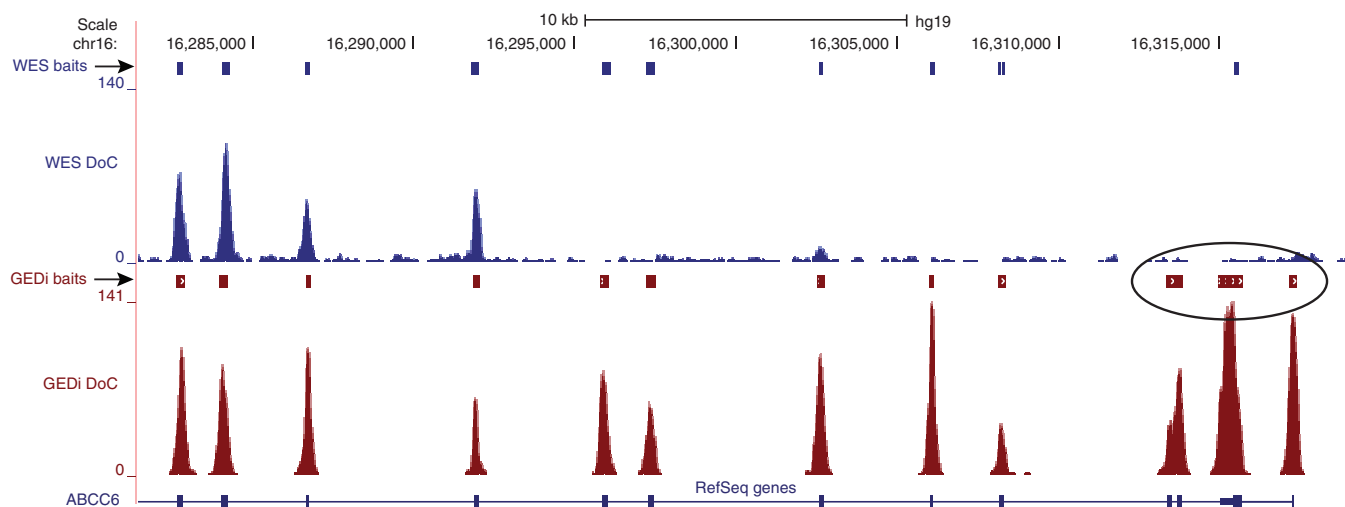 Scale 10 kb hg19
chr16: 16,285,000 16,290,000 16,295,000 16,300,000 16,305,000 16,310,000 16,315,000
WES baits
140
WES DoC
0
GEDi baits
141
GEDi DoC
0
RefSeq genes
ABCC6